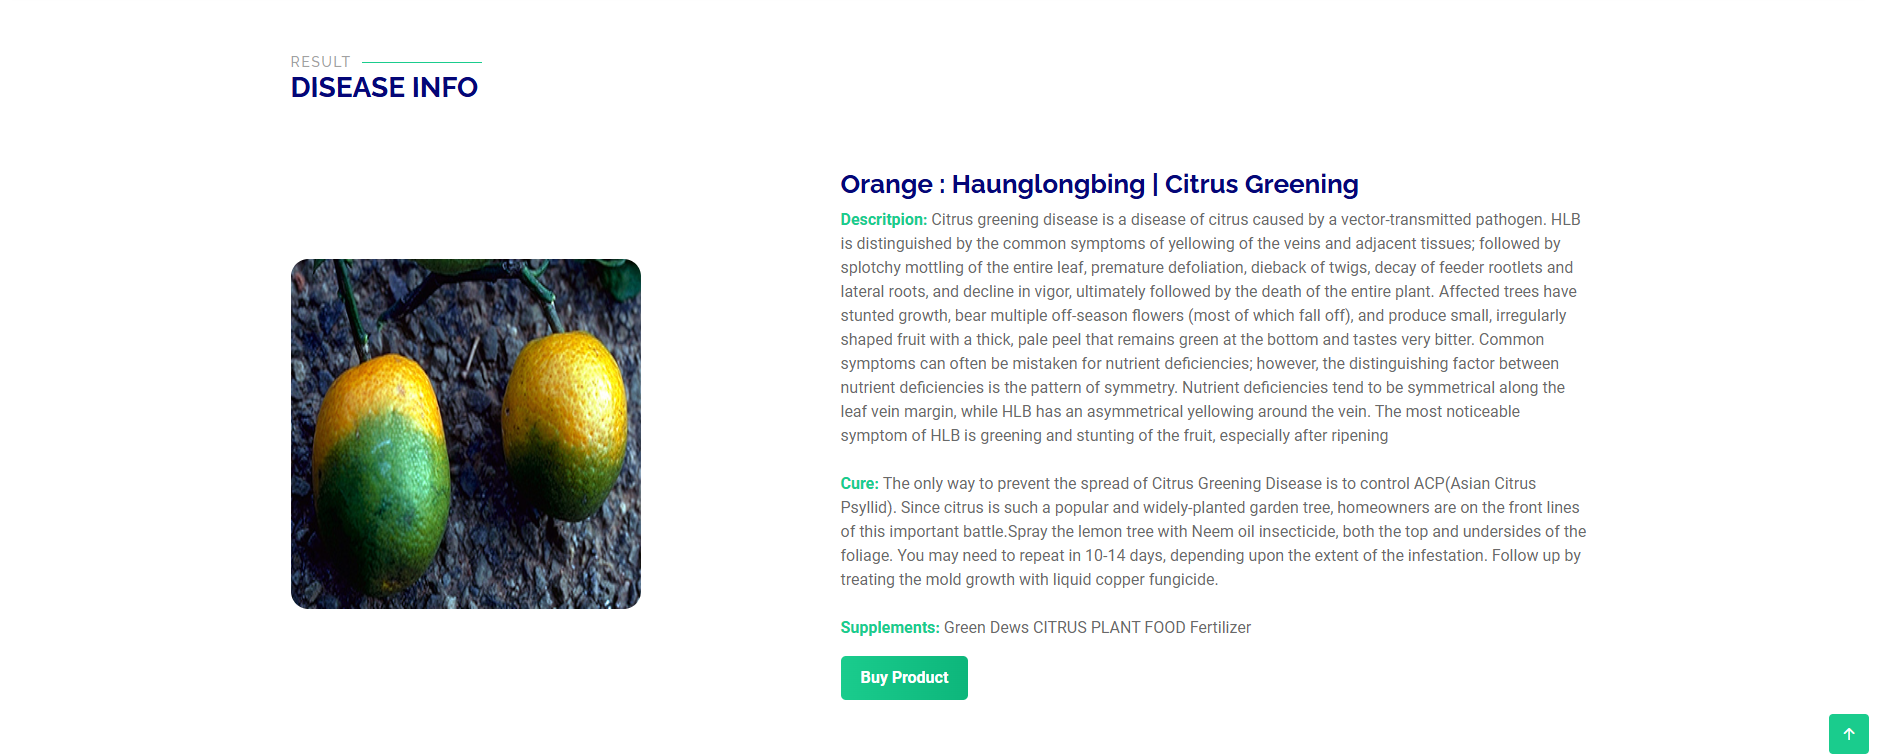 RESULT
DISEASE INFO
Orange : Haunglongbing | Citrus Greening
Descritpion: Citrus greening disease is a disease of citrus caused by a vector-transmitted pathogen. HLB
is distinguished by the common symptoms of yellowing of the veins and adjacent tissues; followed by
splotchy mottling of the entire leaf, premature defoliation, dieback of twigs, decay of feeder rootlets and
lateral roots, and decline in vigor, ultimately followed by the death of the entire plant. Affected trees have
stunted growth, bear multiple off-season flowers (most of which fall off), and produce small, irregularly
shaped fruit with a thick, pale peel that remains green at the bottom and tastes very bitter. Common
symptoms can often be mistaken for nutrient deficiencies; however, the distinguishing factor between
nutrient deficiencies is the pattern of symmetry. Nutrient deficiencies tend to be symmetrical along the
leaf vein margin, while HLB has an asymmetrical yellowing around the vein. The most noticeable
symptom of HLB is greening and stunting of the fruit, especially after ripening
Cure: The only way to prevent the spread of Citrus Greening Disease is to control ACP(Asian Citrus
Psyllid). Since citrus is such a popular and widely-planted garden tree, homeowners are on the front lines
of this important battle.Spray the lemon tree with Neem oil insecticide, both the top and undersides of the
foliage. You may need to repeat in 10-14 days, depending upon the extent of the infestation. Follow up by
treating the mold growth with liquid copper fungicide.
Supplements: Green Dews CITRUS PLANT FOOD Fertilizer
Buy Product